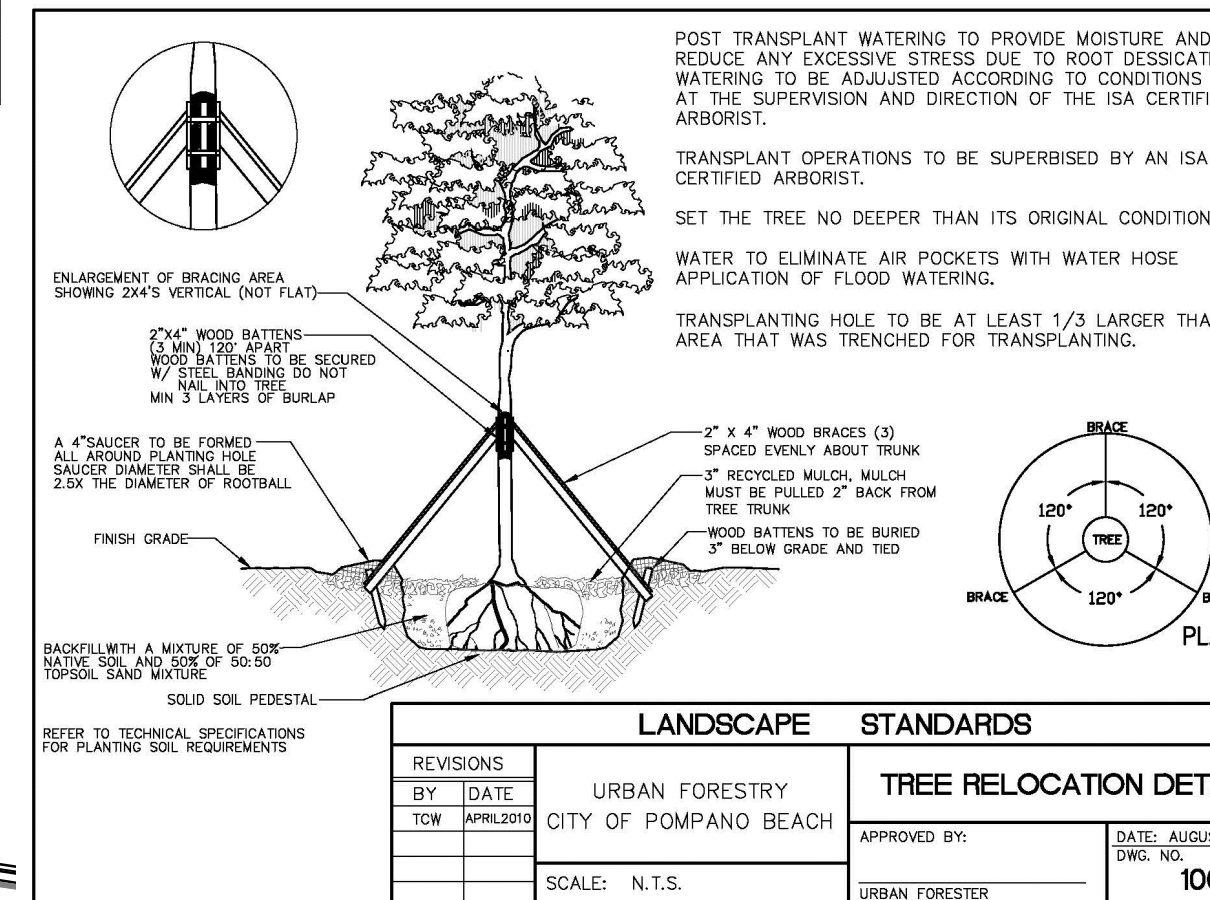 POST TRANSPLANT WATERING TO PROVIDE MOISTURE AND
REDUCE ANY EXCESSIVE STRESS DUE TO ROOT DESSICATI
WATERING TO BE ADJUJSTED ACCORDING TO CONDITIONS
AT THE SUPERVISION AND DIRECTION OF THE ISA CERTIFI
ARBORIST.
TRANSPLANT OPERATIONS TO BE SUPERBISED BY AN ISA
CERTIFIED ARBORIST.
SET THE TREE NO DEEPER THAN ITS ORIGINAL CONDITION
WATER TO ELIMINATE AIR POCKETS WITH WATER HOSE
APPLICATION OF FLOOD WATERING.
TRANSPLANTING HOLE TO BE AT LEAST 1/3 LARGER THA
AREA THAT WAS TRENCHED FOR TRANSPLANTING.
ENLARGEMENT OF BRACING AREA
SHOWING 2X4'S VERTICAL (NOT FLAT)
2"X4" WOOD BATTENS
(3 MIN) 120° APART
WOOD BATTENS TO BE SECURED
W/ STEEL BANDING DO NOT
NAIL INTO TREE
MIN 3 LAYERS OF BURLAP
A 4"SAUCER TO BE FORMED
ALL AROUND PLANTING HOLE
SAUCER DIAMETER SHALL BE
2.5X THE DIAMETER OF ROOTBALL
FINISH GRADE
BACKFILLWITH A MIXTURE OF 50%
NATIVE SOIL AND 50% OF 50:50
TOPSOIL SAND MIXTURE
SOLID SOIL PEDESTAL
REFER TO TECHNICAL SPECIFICATIONS
FOR PLANTING SOIL REQUIREMENTS
2" X 4" WOOD BRACES (3)
SPACED EVENLY ABOUT TRUNK
3" RECYCLED MULCH, MULCH
MUST BE PULLED 2" BACK FROM
TREE TRUNK
WOOD BATTENS TO BE BURIED
3" BELOW GRADE AND TIED
BRACE
120° 120°
TREE
BRACE 120° B
PL
LANDSCAPE STANDARDS
REVISIONS
BY DATE
TCW APRIL2010
URBAN FORESTRY
CITY OF POMPANO BEACH
SCALE: N.T.S.
TREE RELOCATION DET
APPROVED BY:
URBAN FORESTER
DATE: AUGUS
DWG. NO.
10